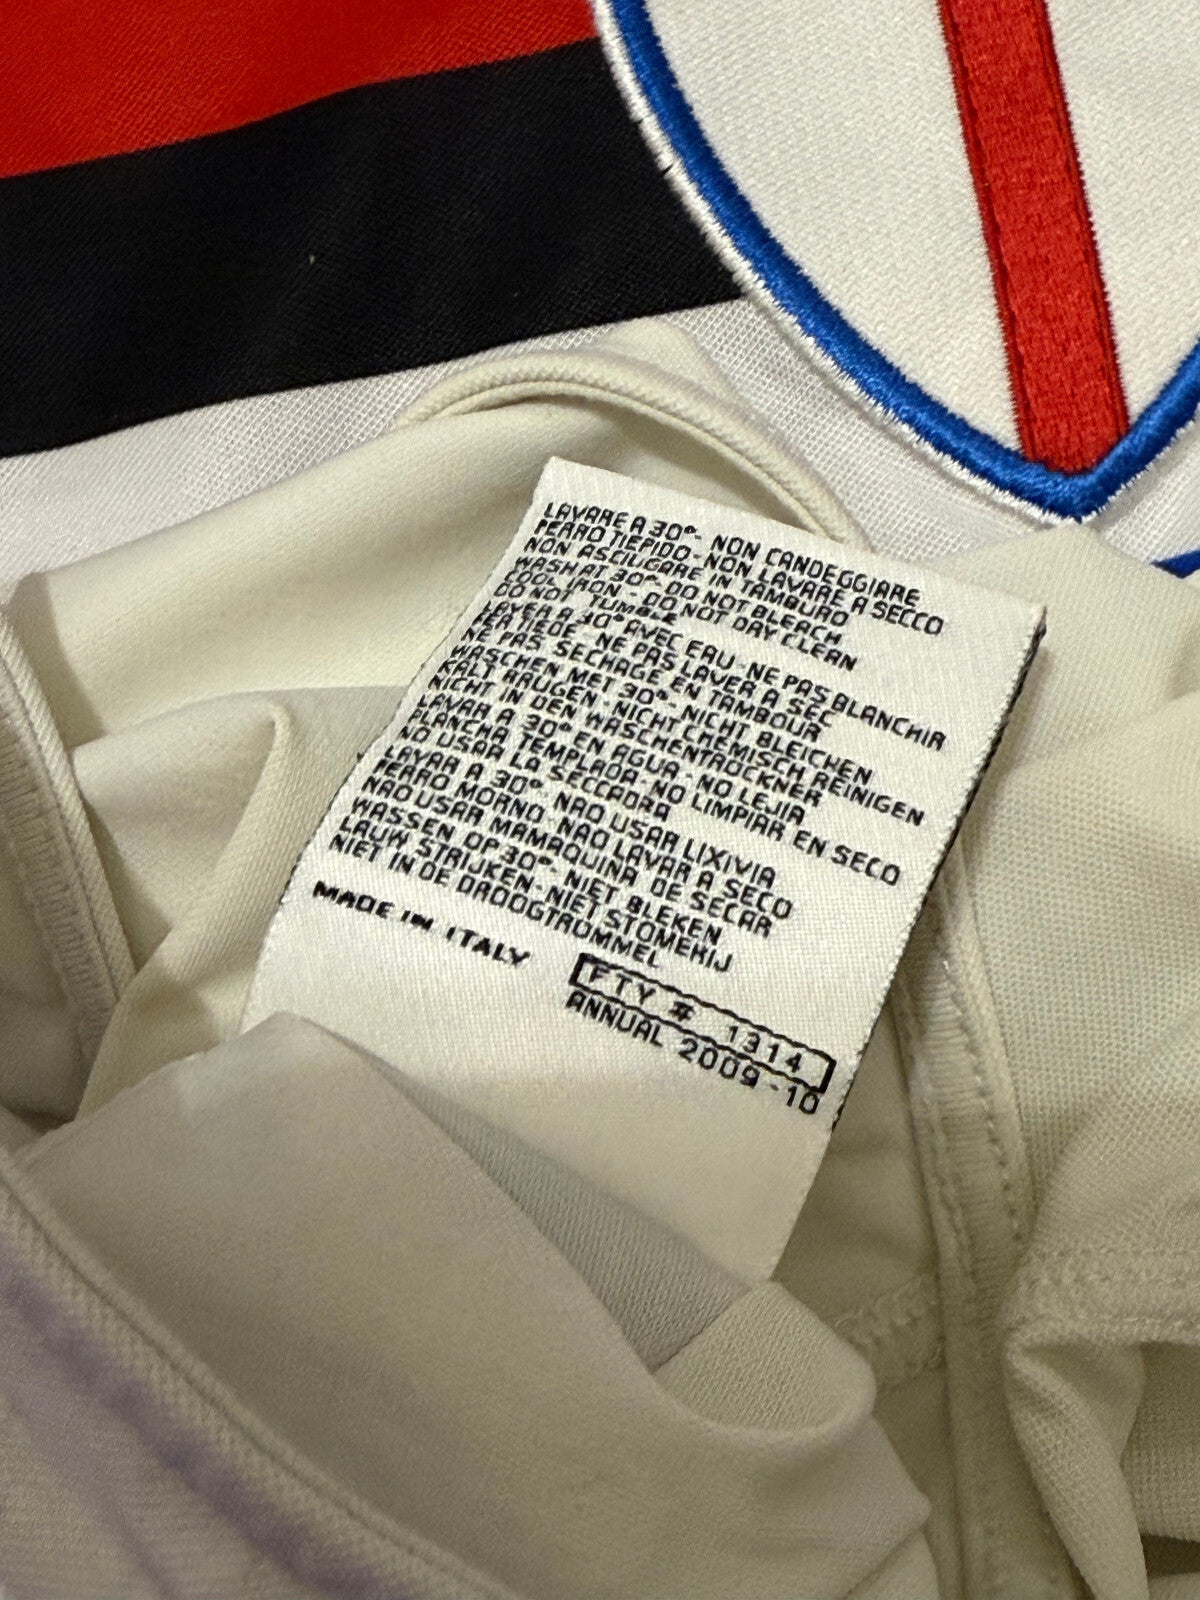 LAVARE A 30°- NON CANDEGGIARE
FERRO TIEPIDO - NON LAVARE A SECCO
NON ASCIUGARE IN TAMBURO
WASH AT 30°- DO NOT BLEACH
COOL IRON - DO NOT DRY CLEAN
DO NOT TUMBLE
LAVER A 30° AVEC EAU - NE PAS BLANCHIR
FER TIEDE - NE PAS LAVER A SEC
NE PAS SECHAGE EN TAMBOUR
WASCHEN MET 30°- NICHT BLEICHEN
KALT BRUGEN - NICHT CHEMISCH REINIGEN
NICHT IN DEN WASCHENTROCKNER
LAVAR A 30° EN AGUA - NO LEJIA
PLANCHA TEMPLADA - NO LIMPIAR EN SECO
NO USAR LA SECCADRA
LAVAR A 30°- NAO USAR LIXIVIA
FERRO MORNO - NAO LAVAR A SECO
NAO USAR MAMAQUINA DE SECAR
WASSEN OP 30°- NIET BLEKEN
LAUW STRIJKEN - NIET STOMERIJ
NIET IN DE DROOGTROMMEL
MADE IN ITALY
FTY # 1314
ANNUAL 2009-10